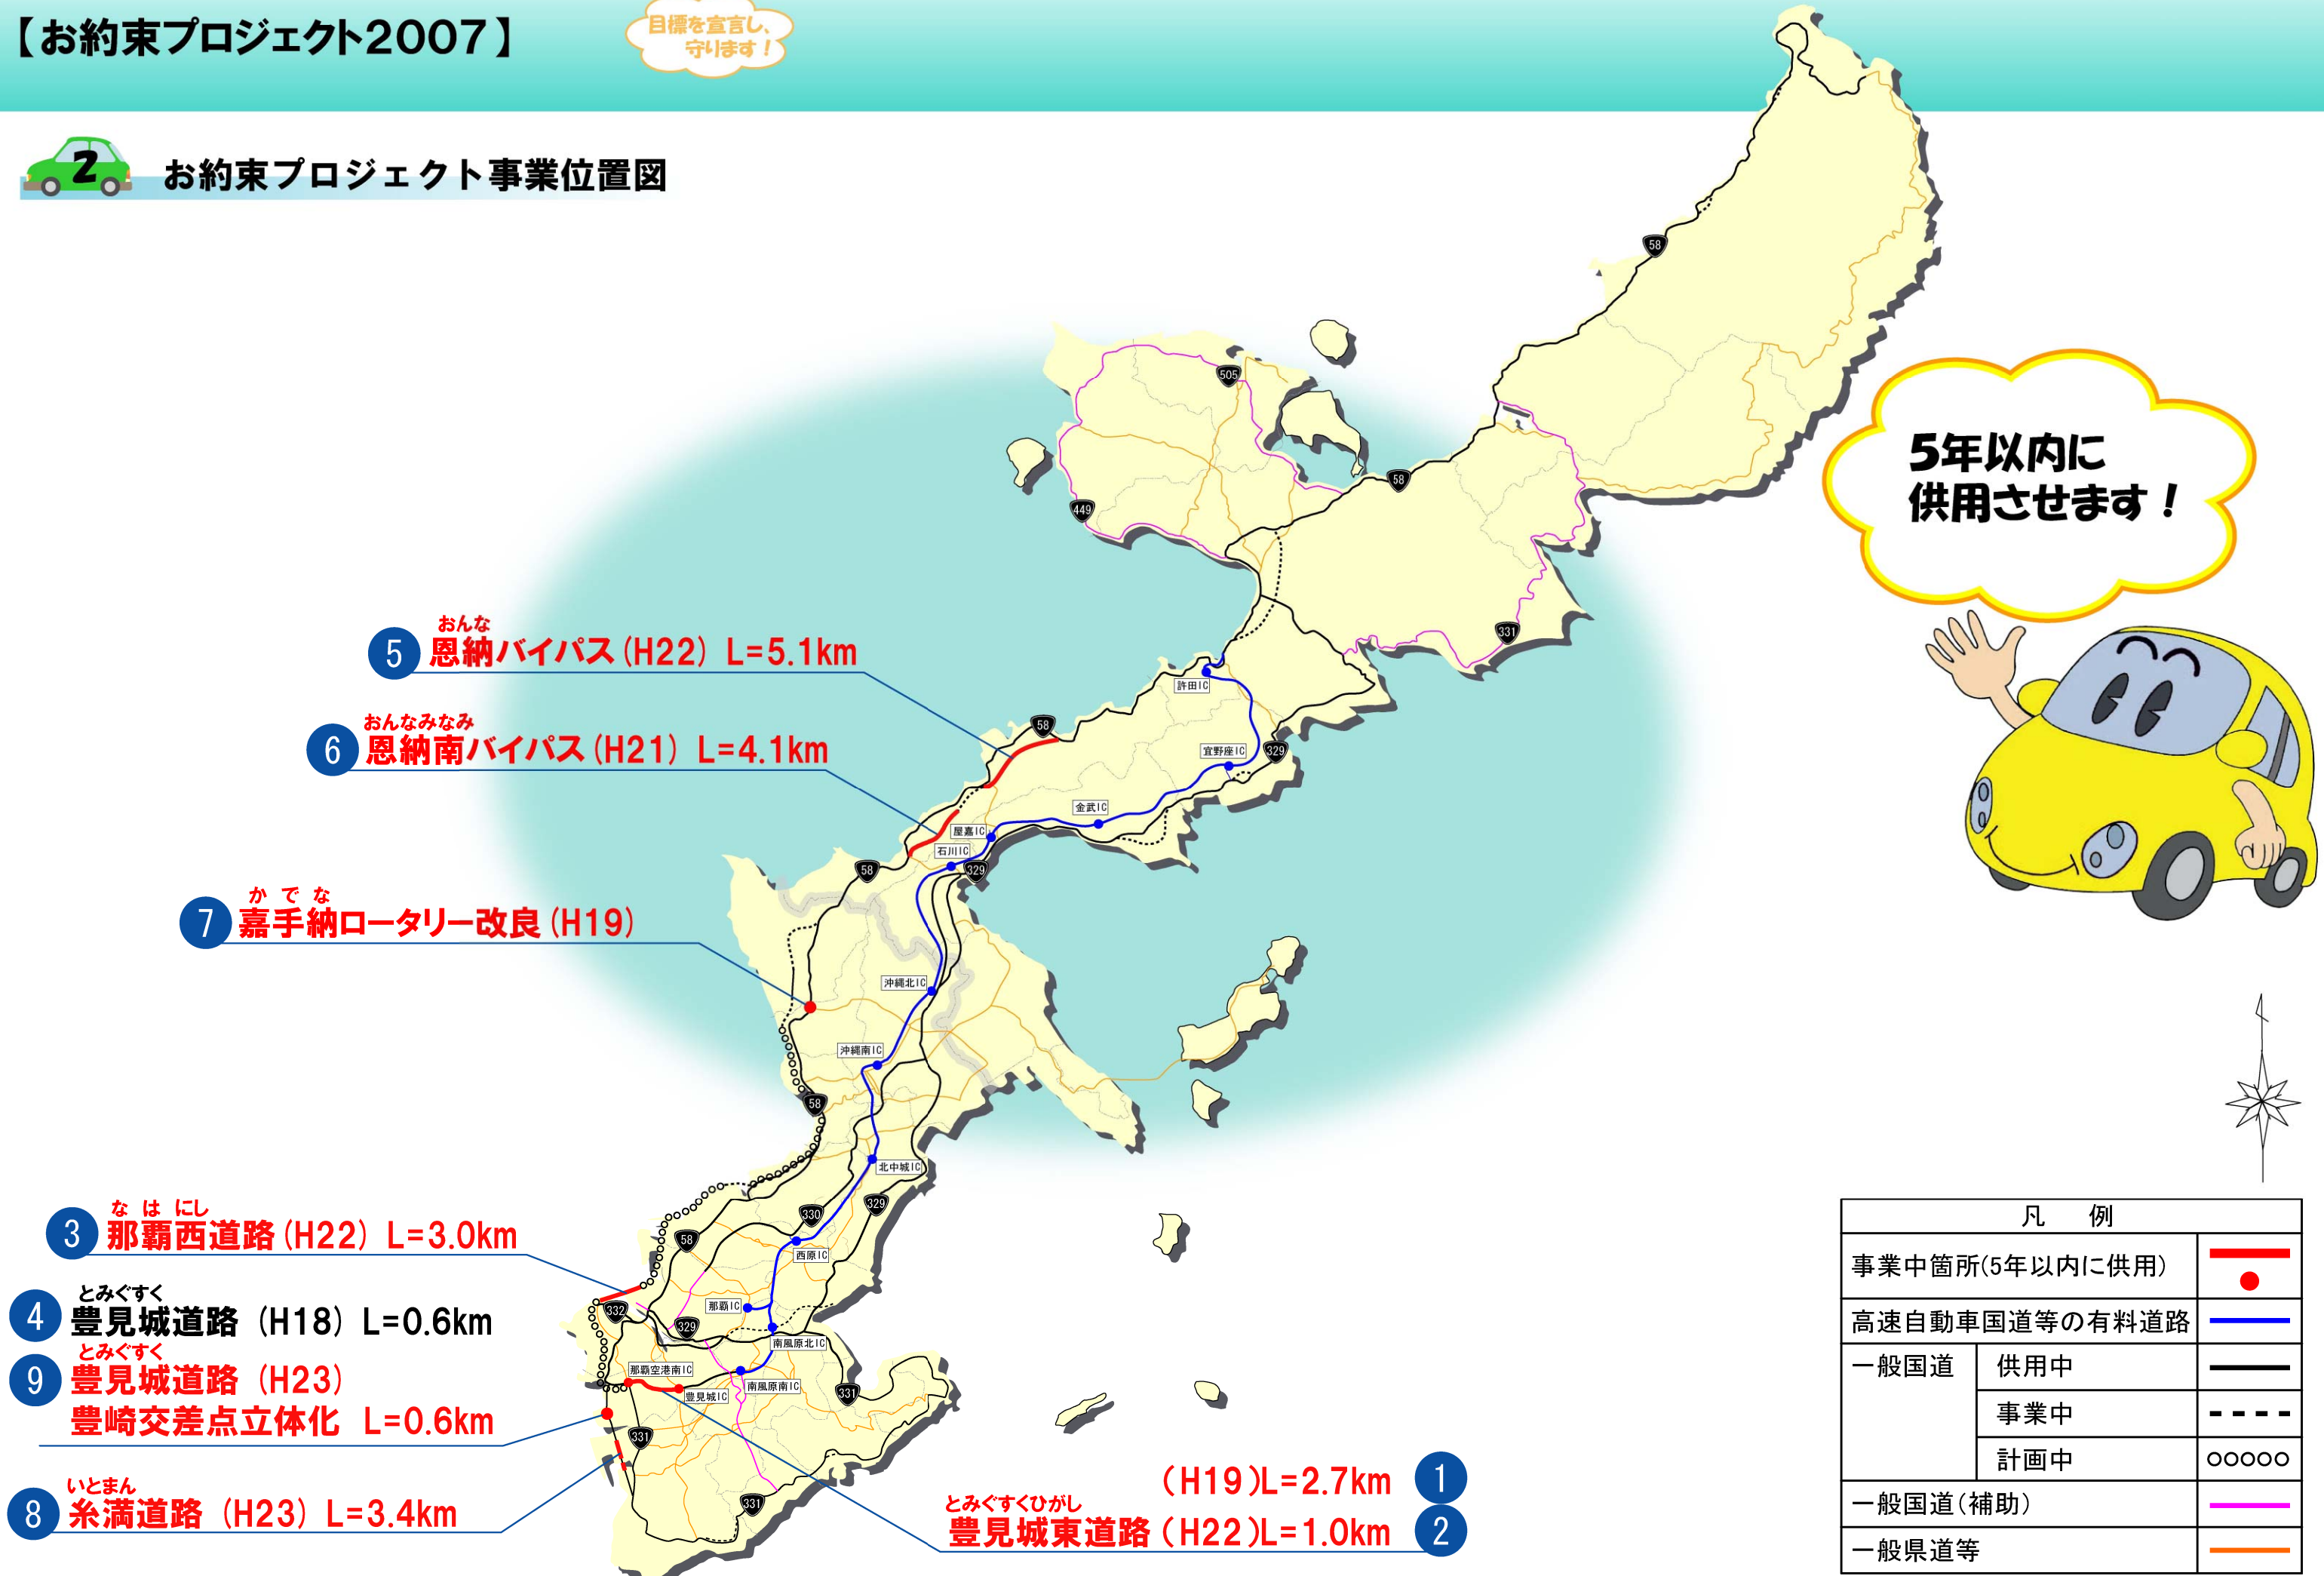 【お約束プロジェクト2007】
目標を宣言し、
守ります!
2
お約束プロジェクト事業位置図
58
505
58
449
331
5年以内に
供用させます!
おんな
5 恩納バイパス(H22) L=5.1km
許田IC
おんなみなみ
6 恩納南バイパス(H21) L=4.1km
58
宜野座IC
329
金武IC
屋嘉IC
石川IC
58
329
かでな
7 嘉手納ロータリー改良(H19)
沖縄北IC
沖縄南IC
58
北中城IC
329
330
なはにし
3 那覇西道路(H22) L=3.0km
58
西原IC
とみぐすく
4 豊見城道路(H18) L=0.6km
332
那覇IC
329
南風原北IC
とみぐすく
9 豊見城道路(H23)
豊崎交差点立体化 L=0.6km
那覇空港南IC
豊見城IC
南風原南IC
331
331
いとまん
8 糸満道路(H23) L=3.4km
331
(H19)L=2.7km 1
とみぐすくひがし
豊見城東道路(H22)L=1.0km 2
凡 例
事業中箇所(5年以内に供用)
高速自動車国道等の有料道路
一般国道 供用中
事業中
計画中
一般国道(補助)
一般県道等